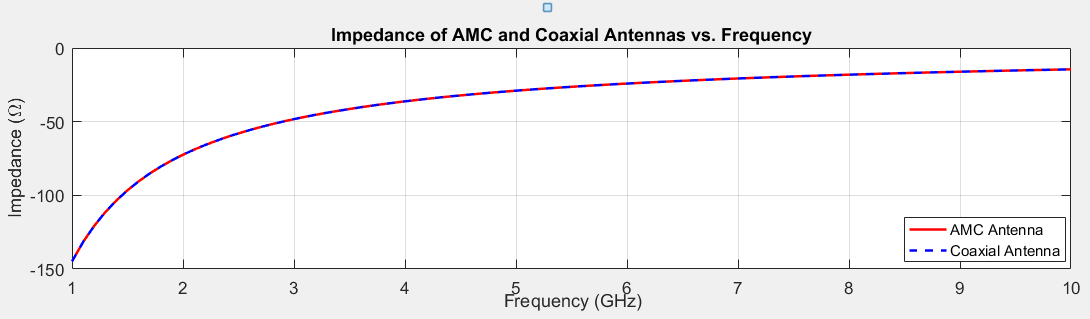 Impedance of AMC and Coaxial Antennas vs. Frequency
0
-50
-100
-150
Impedance (Ω)
1 2 3 4 5 6 7 8 9 10
Frequency (GHz)
AMC Antenna
Coaxial Antenna